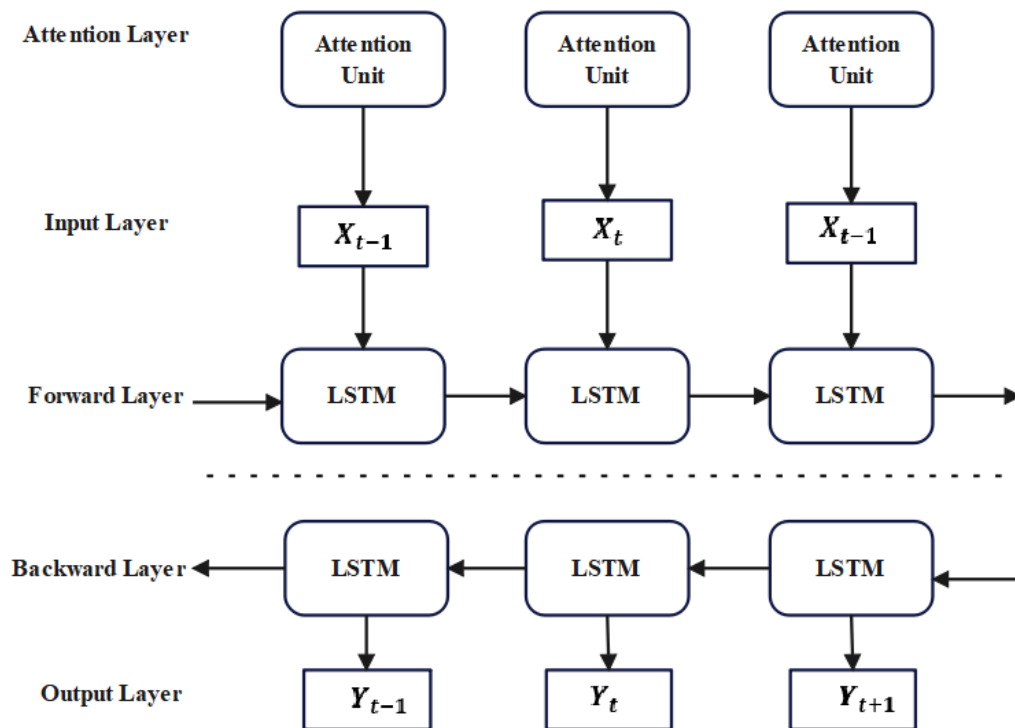 Attention Layer
Attention
Unit
Attention
Unit
Attention
Unit
Input Layer
X_{t-1}
X_t
X_{t-1}
Forward Layer
LSTM
LSTM
LSTM
Backward Layer
LSTM
LSTM
LSTM
Output Layer
Y_{t-1}
Y_t
Y_{t+1}